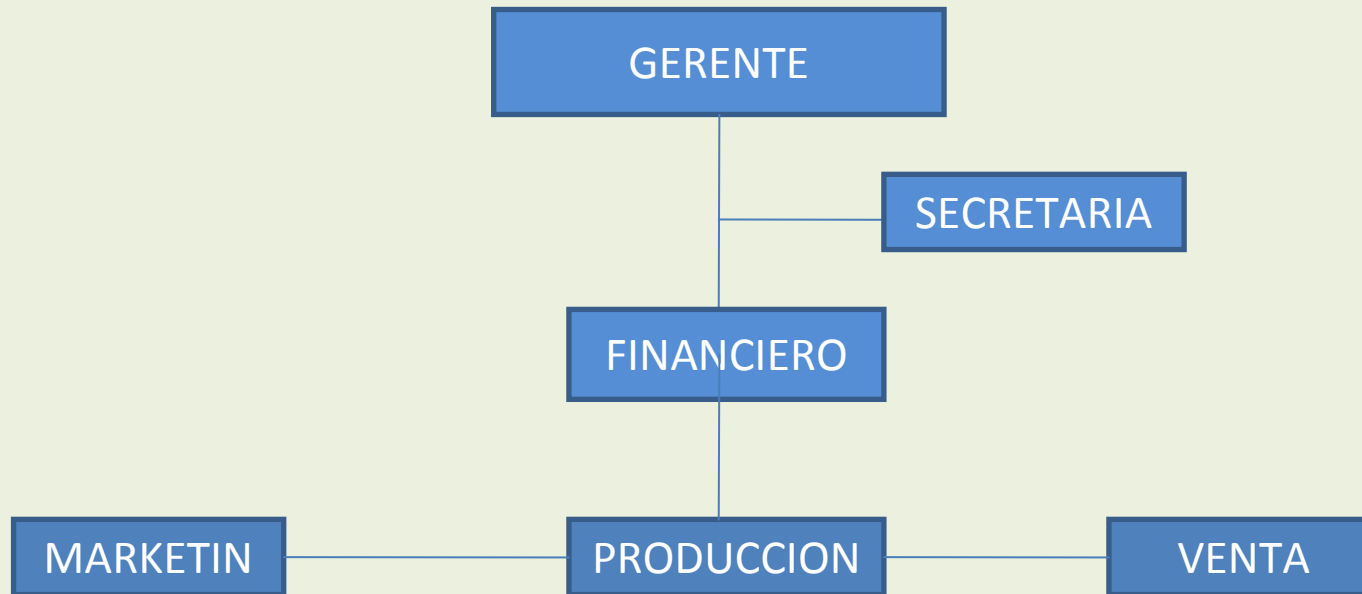 GERENTE
SECRETARIA
FINANCIERO
MARKETIN
PRODUCCION
VENTA